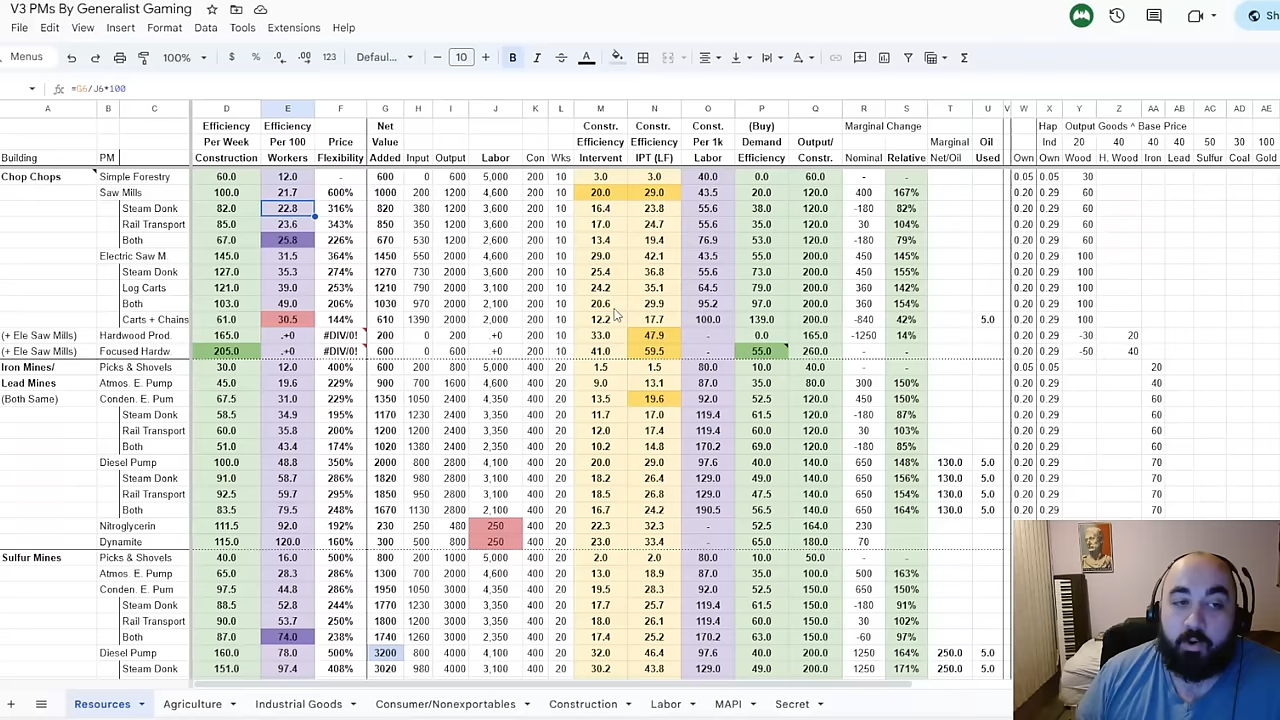 V3 PMs By Generalist Gaming
File Edit View Insert Format Data Tools Extensions Help
Menus 100% $ % .0 .00 123 Defaul... − 10 + B I A
=G6/J6*100
A B C D E F G H I J K L M N O P Q R S T U V W X Y Z AA AB AC AD AE
Efficiency Efficiency Net Constr. Constr. Const. (Buy) Marginal Change Hap Output Goods ^ Base Price
Per Week Per 100 Price Value Efficiency Efficiency Per 1k Demand Output/ Marginal Oil Ind 20 40 40 40 50 30 100
Building PM Construction Workers Flexibility Added Input Output Labor Con Wks Intervent IPT (LF) Labor Efficiency Constr. Nominal Relative Net/Oil Used Own Own Wood H. Wood Iron Lead Sulfur Coal Gold
Chop Chops Simple Forestry 60.0 12.0 - 600 0 600 5,000 200 10 3.0 3.0 40.0 0.0 60.0 - - 0.05 0.05 30
Saw Mills 100.0 21.7 600% 1000 200 1200 4,600 200 10 20.0 29.0 43.5 20.0 120.0 400 167% 0.20 0.29 60
Steam Donk 82.0 22.8 316% 820 380 1200 3,600 200 10 16.4 23.8 55.6 38.0 120.0 -180 82% 0.20 0.29 60
Rail Transport 85.0 23.6 343% 850 350 1200 3,600 200 10 17.0 24.7 55.6 35.0 120.0 30 104% 0.20 0.29 60
Both 67.0 25.8 226% 670 530 1200 2,600 200 10 13.4 19.4 76.9 53.0 120.0 -180 79% 0.20 0.29 60
Electric Saw M. 145.0 31.5 364% 1450 550 2000 4,600 200 10 29.0 42.1 43.5 55.0 200.0 450 145% 0.20 0.29 100
Steam Donk 127.0 35.3 274% 1270 730 2000 3,600 200 10 25.4 36.8 55.6 73.0 200.0 450 155% 0.20 0.29 100
Log Carts 121.0 39.0 252% 1210 790 2000 3,100 200 10 24.2 35.1 64.5 79.0 200.0 360 142% 0.20 0.29 100
Both 103.0 49.0 206% 1030 970 2000 2,100 200 10 20.6 29.9 95.2 97.0 200.0 360 154% 0.20 0.29 100
Carts + Chains 61.0 30.5 144% 610 1390 2000 2,000 200 10 12.2 17.7 100.0 139.0 200.0 -840 42% 5.0 0.20 0.29 100
(+ Ele Saw Mills) Hardwood Prod. 165.0 .+0 #DIV/0! 200 0 200 .+0 200 10 33.0 47.9 - 0.0 165.0 -1250 14% 0.20 0.29 -30 20
(+ Ele Saw Mills) Focused Hardw. 205.0 .+0 #DIV/0! 600 0 600 .+0 200 10 41.0 59.5 - 55.0 260.0 - - 0.20 0.29 -50 40
Iron Mines/ Picks & Shovels 30.0 12.0 400% 600 200 800 5,000 400 20 1.5 1.5 80.0 10.0 40.0 - - 0.05 0.05 20
Lead Mines Atmos. E. Pump 45.0 19.6 229% 900 700 1600 4,600 400 20 9.0 13.1 87.0 35.0 80.0 300 150% 0.20 0.29 40
(Both Same) Conden. E. Pum 67.5 31.0 229% 1350 1050 2400 4,350 400 20 13.5 19.6 92.0 52.5 120.0 450 150% 0.20 0.29 60
Steam Donk 58.5 34.9 195% 1170 1230 2400 3,350 400 20 11.7 17.0 119.4 61.5 120.0 -180 87% 0.20 0.29 60
Rail Transport 60.0 35.8 200% 1200 1200 2400 3,350 400 20 12.0 17.4 119.4 60.0 120.0 30 103% 0.20 0.29 60
Both 51.0 43.4 174% 1020 1380 2400 2,350 400 20 10.2 14.8 170.2 69.0 120.0 -180 85% 0.20 0.29 60
Diesel Pump 100.0 48.8 350% 2000 800 2800 4,100 400 20 20.0 29.0 97.6 40.0 140.0 650 148% 130.0 5.0 0.20 0.29 70
Steam Donk 91.0 58.7 286% 1820 980 2800 3,100 400 20 18.2 26.4 129.0 49.0 140.0 650 156% 130.0 5.0 0.20 0.29 70
Rail Transport 92.5 59.7 295% 1850 950 2800 3,100 400 20 18.5 26.8 129.0 47.5 140.0 650 154% 130.0 5.0 0.20 0.29 70
Both 83.5 79.5 248% 1670 1130 2800 2,100 400 20 16.7 24.2 190.5 56.5 140.0 650 164% 130.0 5.0 0.20 0.29 70
Nitroglycerin 111.5 92.0 192% 230 250 480 250 400 20 22.3 32.3 - 52.5 164.0 230
Dynamite 115.0 120.0 160% 300 500 800 250 400 20 23.0 33.4 - 65.0 180.0 70
Sulfur Mines Picks & Shovels 40.0 16.0 500% 800 200 1000 5,000 400 20 2.0 2.0 80.0 10.0 50.0 - -
Atmos. E. Pump 65.0 28.3 286% 1300 700 2000 4,600 400 20 13.0 18.9 87.0 35.0 100.0 500 163%
Conden. E. Pum 97.5 44.8 286% 1950 1050 3000 4,350 400 20 19.5 28.3 92.0 52.5 150.0 650 150%
Steam Donk 88.5 52.8 244% 1770 1230 3000 3,350 400 20 17.7 25.7 119.4 61.5 150.0 -180 91%
Rail Transport 90.0 53.7 250% 1800 1200 3000 3,350 400 20 18.0 26.1 119.4 60.0 150.0 30 102%
Both 87.0 74.0 238% 1740 1260 3000 2,350 400 20 17.4 25.2 170.2 63.0 150.0 -60 97%
Diesel Pump 160.0 78.0 500% 3200 800 4000 4,100 400 20 32.0 46.4 97.6 40.0 200.0 1250 164% 250.0 5.0
Steam Donk 151.0 97.4 408% 3020 980 4000 3,100 400 20 30.2 43.8 129.0 49.0 200.0 1250 171% 250.0 5.0
Resources Agriculture Industrial Goods Consumer/Nonexportables Construction Labor MAPI Secret